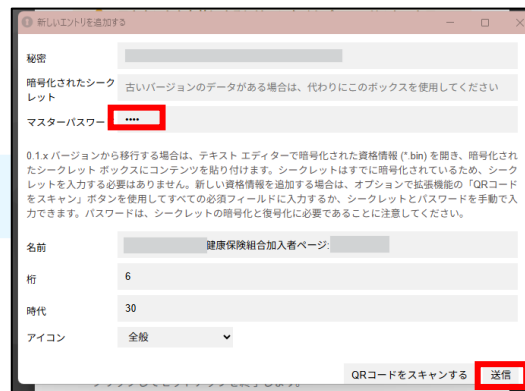 新しいエントリを追加する
秘密
暗号化されたシーク
レット
古いバージョンのデータがある場合は、代わりにこのボックスを使用してください
マスターパスワー
••••
0.1.x バージョンから移行する場合は、テキスト エディターで暗号化された資格情報 (*.bin) を開き、暗号化され
たシークレット ボックスにコンテンツを貼り付けます。シークレットはすでに暗号化されているため、シーク
レットを入力する必要はありません。新しい資格情報を追加する場合は、オプションで拡張機能の「QRコード
をスキャン」ボタンを使用してすべての必須フィールドに入力するか、シークレットとパスワードを手動で入
力できます。パスワードは、シークレットの暗号化と復号化に必要であることに注意してください。
名前
健康保険組合加入者ページ:
桁
6
時代
30
アイコン
全般
QRコードをスキャンする
送信